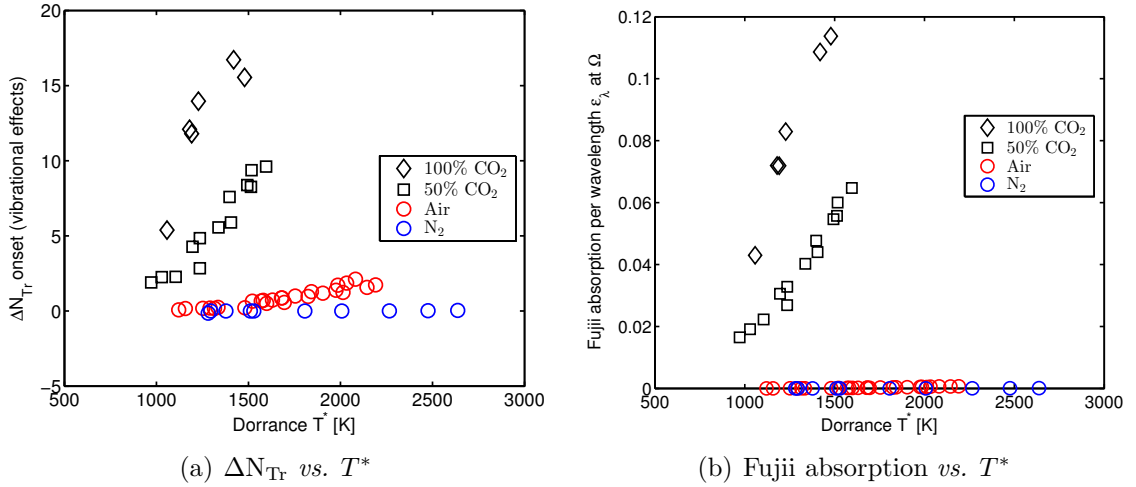 20
15
10
5
0
−5
500 1000 1500 2000 2500 3000
Dorrance T* [K]
ΔN_Tr onset (vibrational effects)
100% CO₂
50% CO₂
Air
N₂
(a) ΔN_Tr vs. T*
0.12
0.1
0.08
0.06
0.04
0.02
0
500 1000 1500 2000 2500 3000
Dorrance T* [K]
Fujii absorption per wavelength ε_λ at Ω
100% CO₂
50% CO₂
Air
N₂
(b) Fujii absorption vs. T*